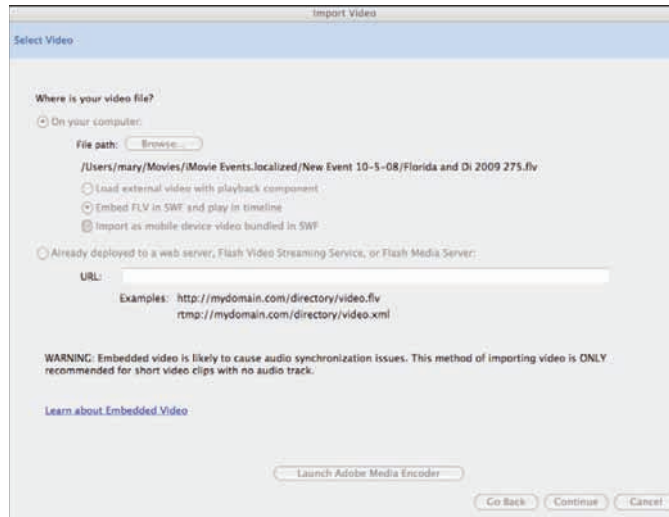 Import Video
Select Video
Where is your video file?
On your computer:
File path: Browse...
/Users/mary/Movies/iMovie Events.localized/New Event 10-5-08/Florida and Di 2009 275.flv
Load external video with playback component
Embed FLV in SWF and play in timeline
Import as mobile device video bundled in SWF
Already deployed to a web server, Flash Video Streaming Service, or Flash Media Server:
URL:
Examples: http://mydomain.com/directory/video.flv
rtmp://mydomain.com/directory/video.xml
WARNING: Embedded video is likely to cause audio synchronization issues. This method of importing video is ONLY
recommended for short video clips with no audio track.
Learn about Embedded Video
Launch Adobe Media Encoder
Go Back Continue Cancel